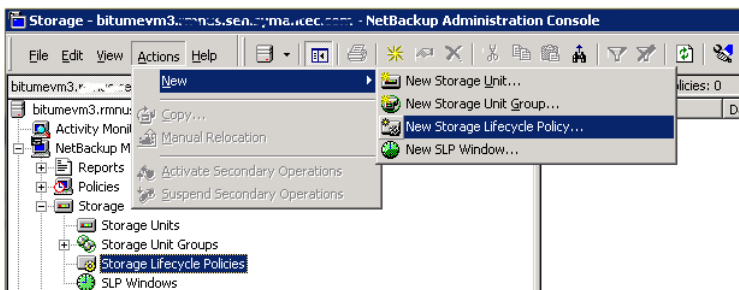 Storage - bitumevm3. - NetBackup Administration Console
File Edit View Actions Help
bitumevm3. licies: 0
New
New Storage Unit...
New Storage Unit Group...
New Storage Lifecycle Policy...
New SLP Window...
Copy...
Manual Relocation
Activate Secondary Operations
Suspend Secondary Operations
bitumevm3.rmnus D
Activity Moni
NetBackup M
Reports
Policies
Storage
Storage Units
Storage Unit Groups
Storage Lifecycle Policies
SLP Windows